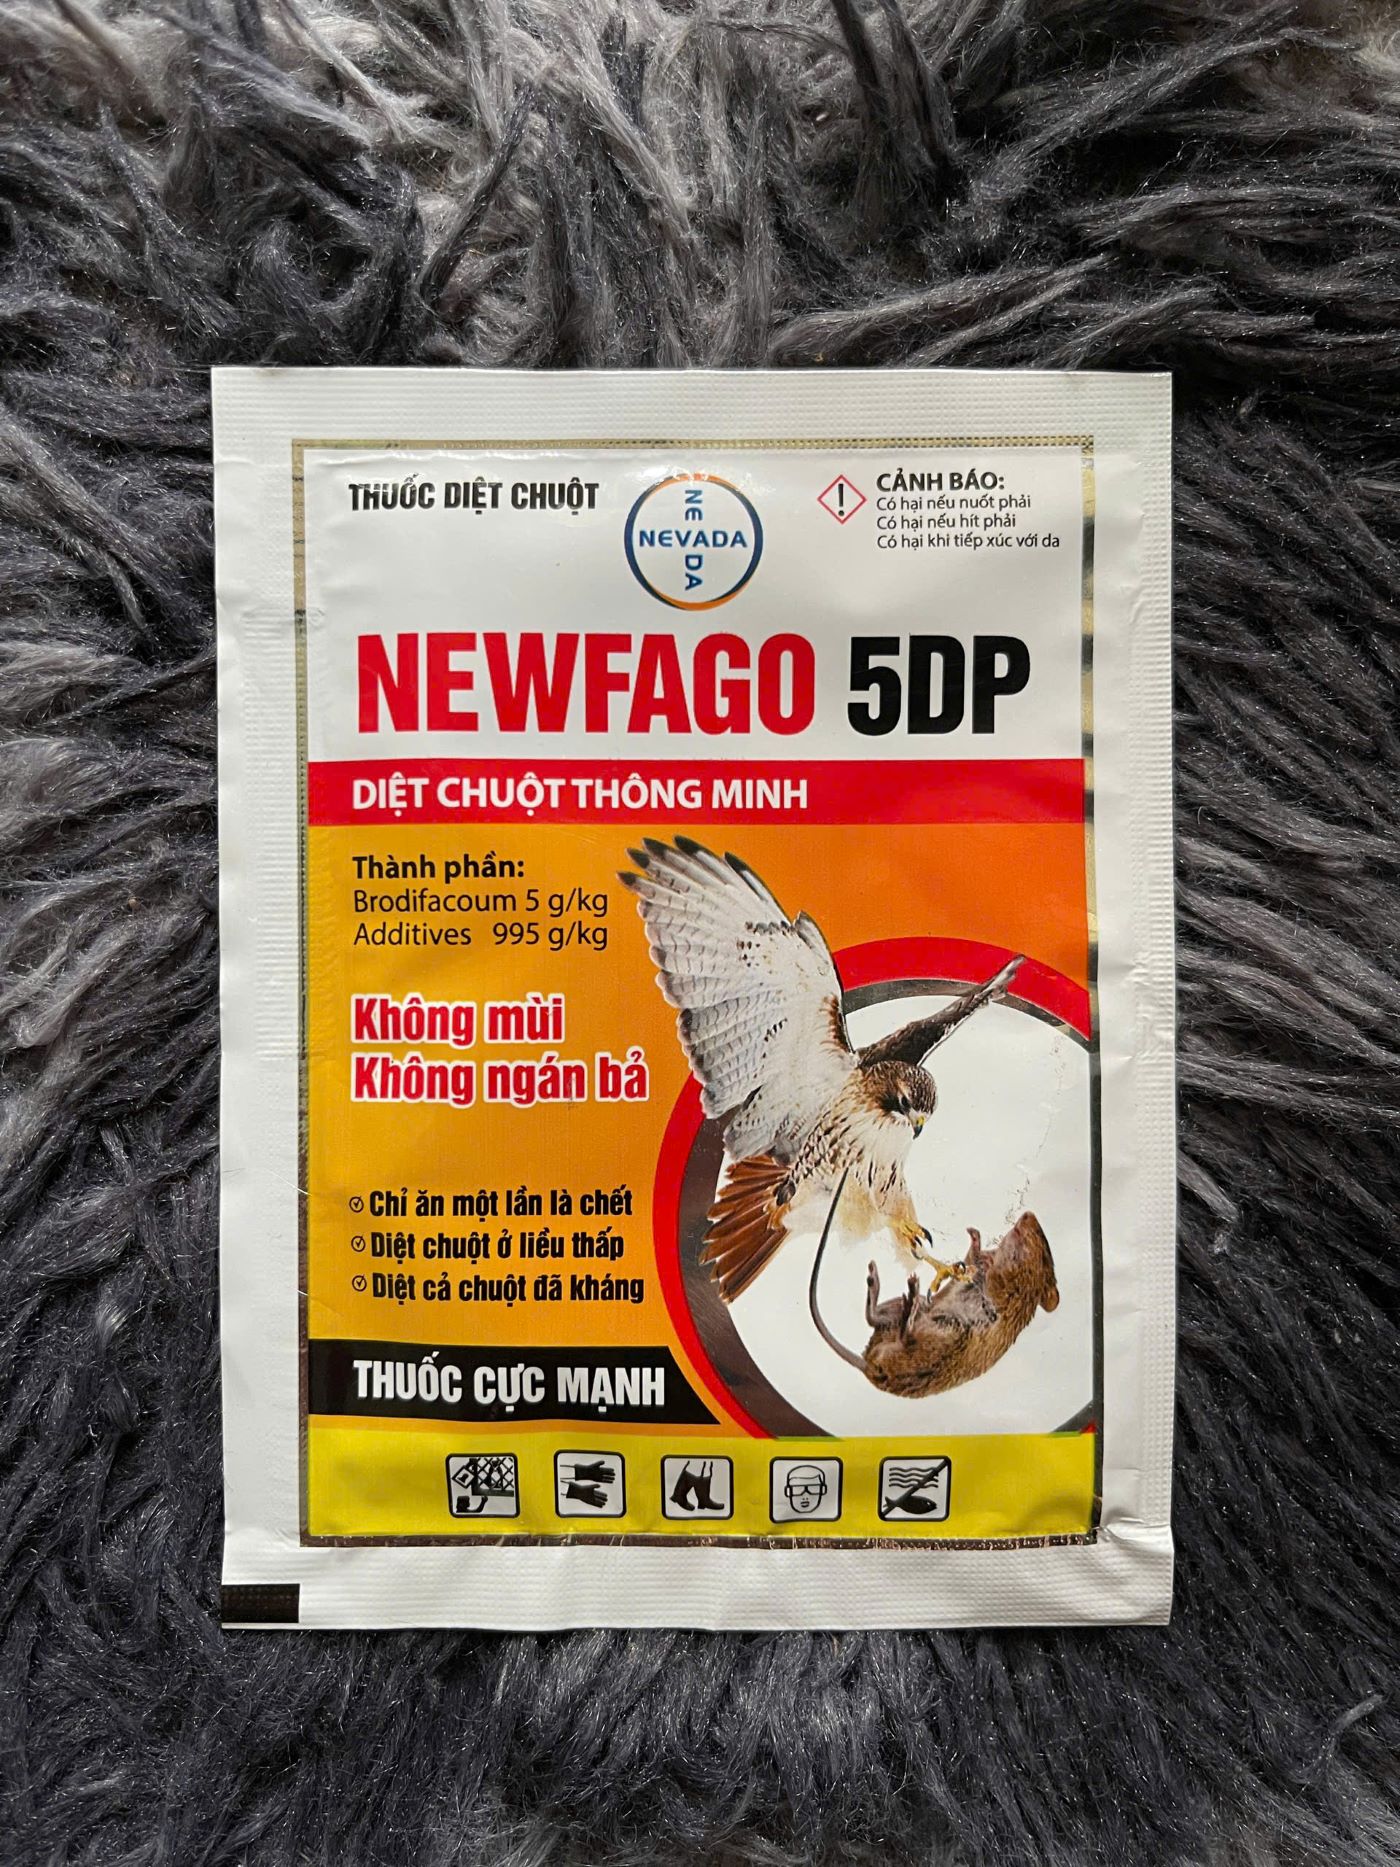 THUỐC DIỆT CHUỘT
NEVADA
NEVADA
CẢNH BÁO:
Có hại nếu nuốt phải
Có hại nếu hít phải
Có hại khi tiếp xúc với da
NEWFAGO 5DP
DIỆT CHUỘT THÔNG MINH
Thành phần:
Brodifacoum 5 g/kg
Additives 995 g/kg
Không mùi
Không ngán bả
Chỉ ăn một lần là chết
Diệt chuột ở liều thấp
Diệt cả chuột đã kháng
THUỐC CỰC MẠNH